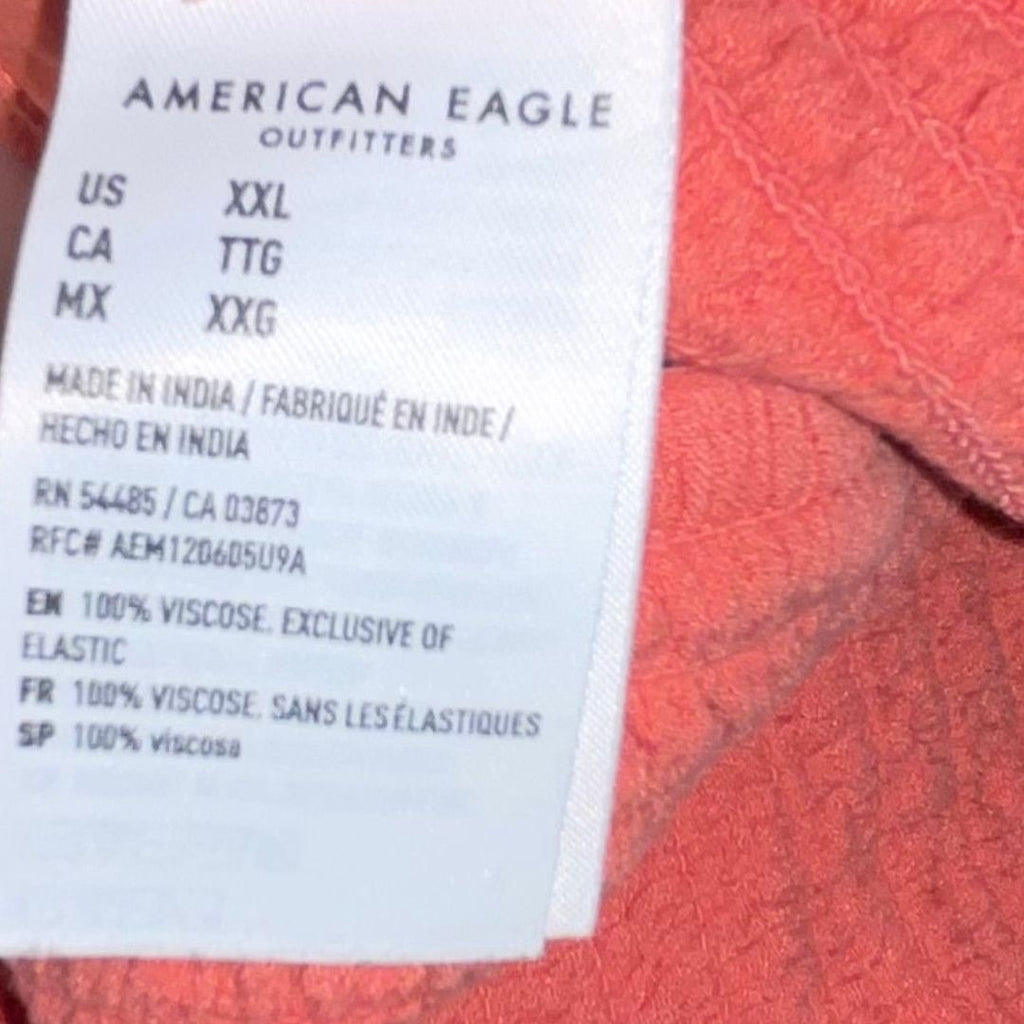 AMERICAN EAGLE
OUTFITTERS
US XXL
CA TTG
MX XXG
MADE IN INDIA / FABRIQUÉ EN INDE /
HECHO EN INDIA
RN 54485 / CA 03873
RFC# AEM120605U9A
EN 100% VISCOSE. EXCLUSIVE OF
ELASTIC
FR 100% VISCOSE. SANS LES ÉLASTIQUES
SP 100% viscosa